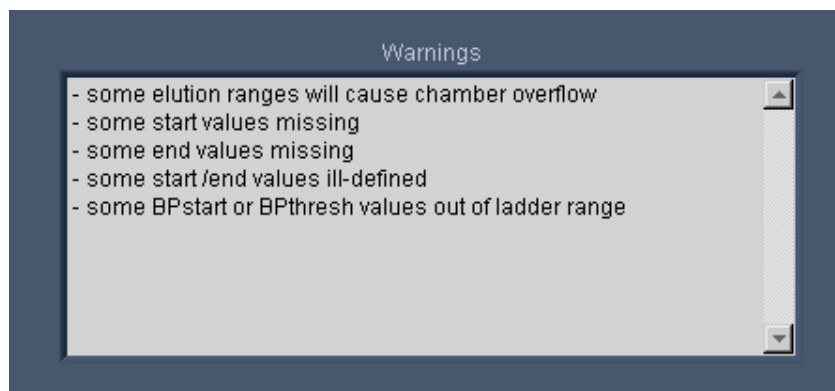 Warnings
- some elution ranges will cause chamber overflow
- some start values missing
- some end values missing
- some start /end values ill-defined
- some BPstart or BPthresh values out of ladder range